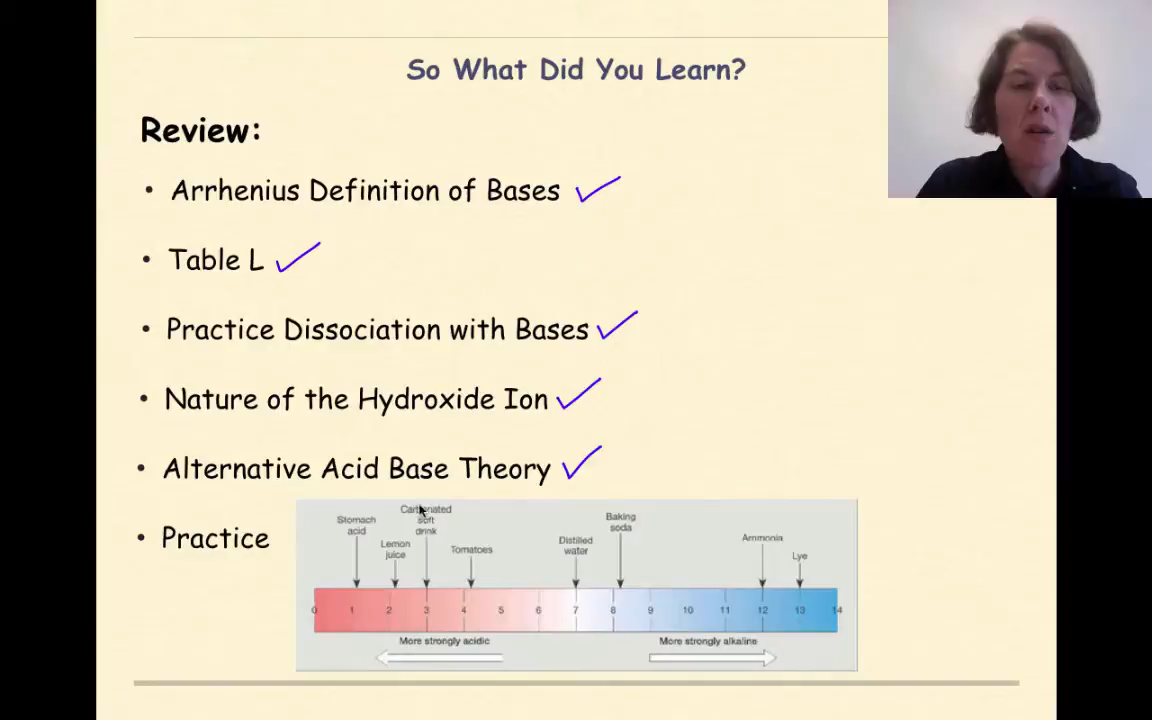 So What Did You Learn?
Review:
• Arrhenius Definition of Bases
• Table L
• Practice Dissociation with Bases
• Nature of the Hydroxide Ion
• Alternative Acid Base Theory
• Practice
Stomach
acid
Lemon
juice
Carbonated
soft
drink
Tomatoes
Distilled
water
Baking
soda
Ammonia
Lye
0 1 2 3 4 5 6 7 8 9 10 11 12 13 14
More strongly acidic
More strongly alkaline